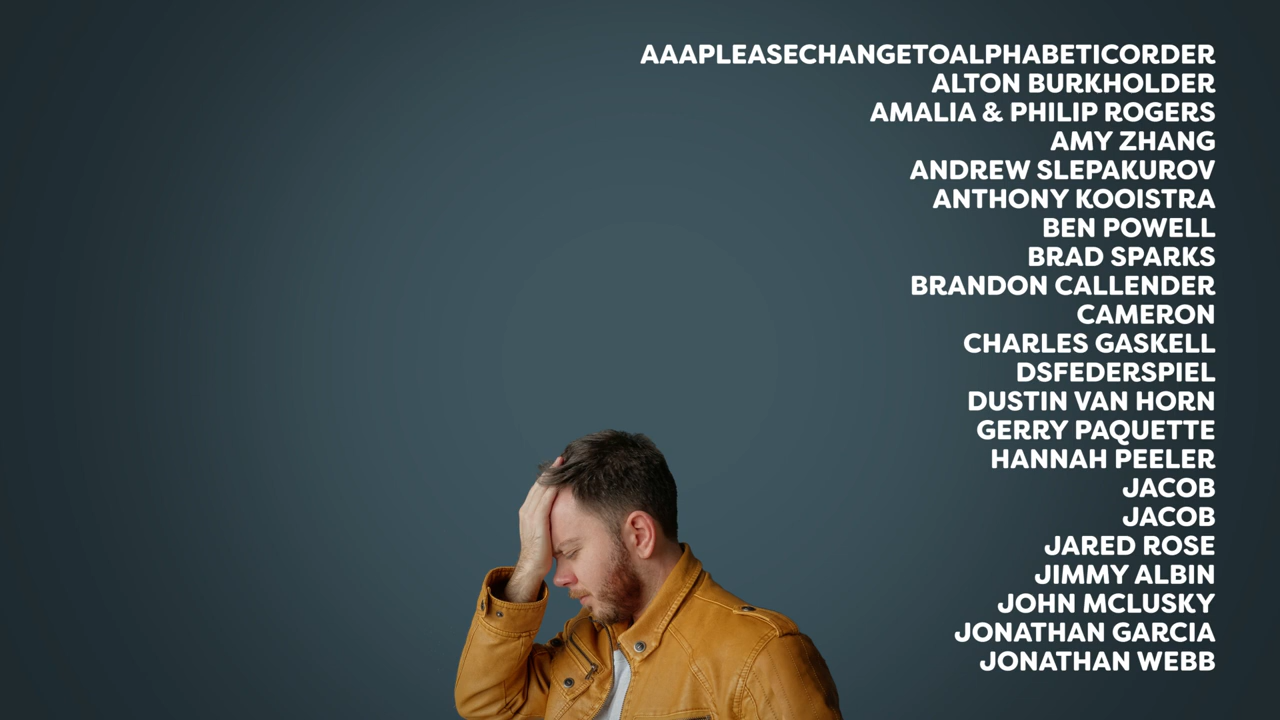 AAAPLEASECHANGETOALPHABETICORDER
ALTON BURKHOLDER
AMALIA & PHILIP ROGERS
AMY ZHANG
ANDREW SLEPAKUROV
ANTHONY KOOISTRA
BEN POWELL
BRAD SPARKS
BRANDON CALLENDER
CAMERON
CHARLES GASKELL
DSFEDERSPIEL
DUSTIN VAN HORN
GERRY PAQUETTE
HANNAH PEELER
JACOB
JACOB
JARED ROSE
JIMMY ALBIN
JOHN MCLUSKY
JONATHAN GARCIA
JONATHAN WEBB